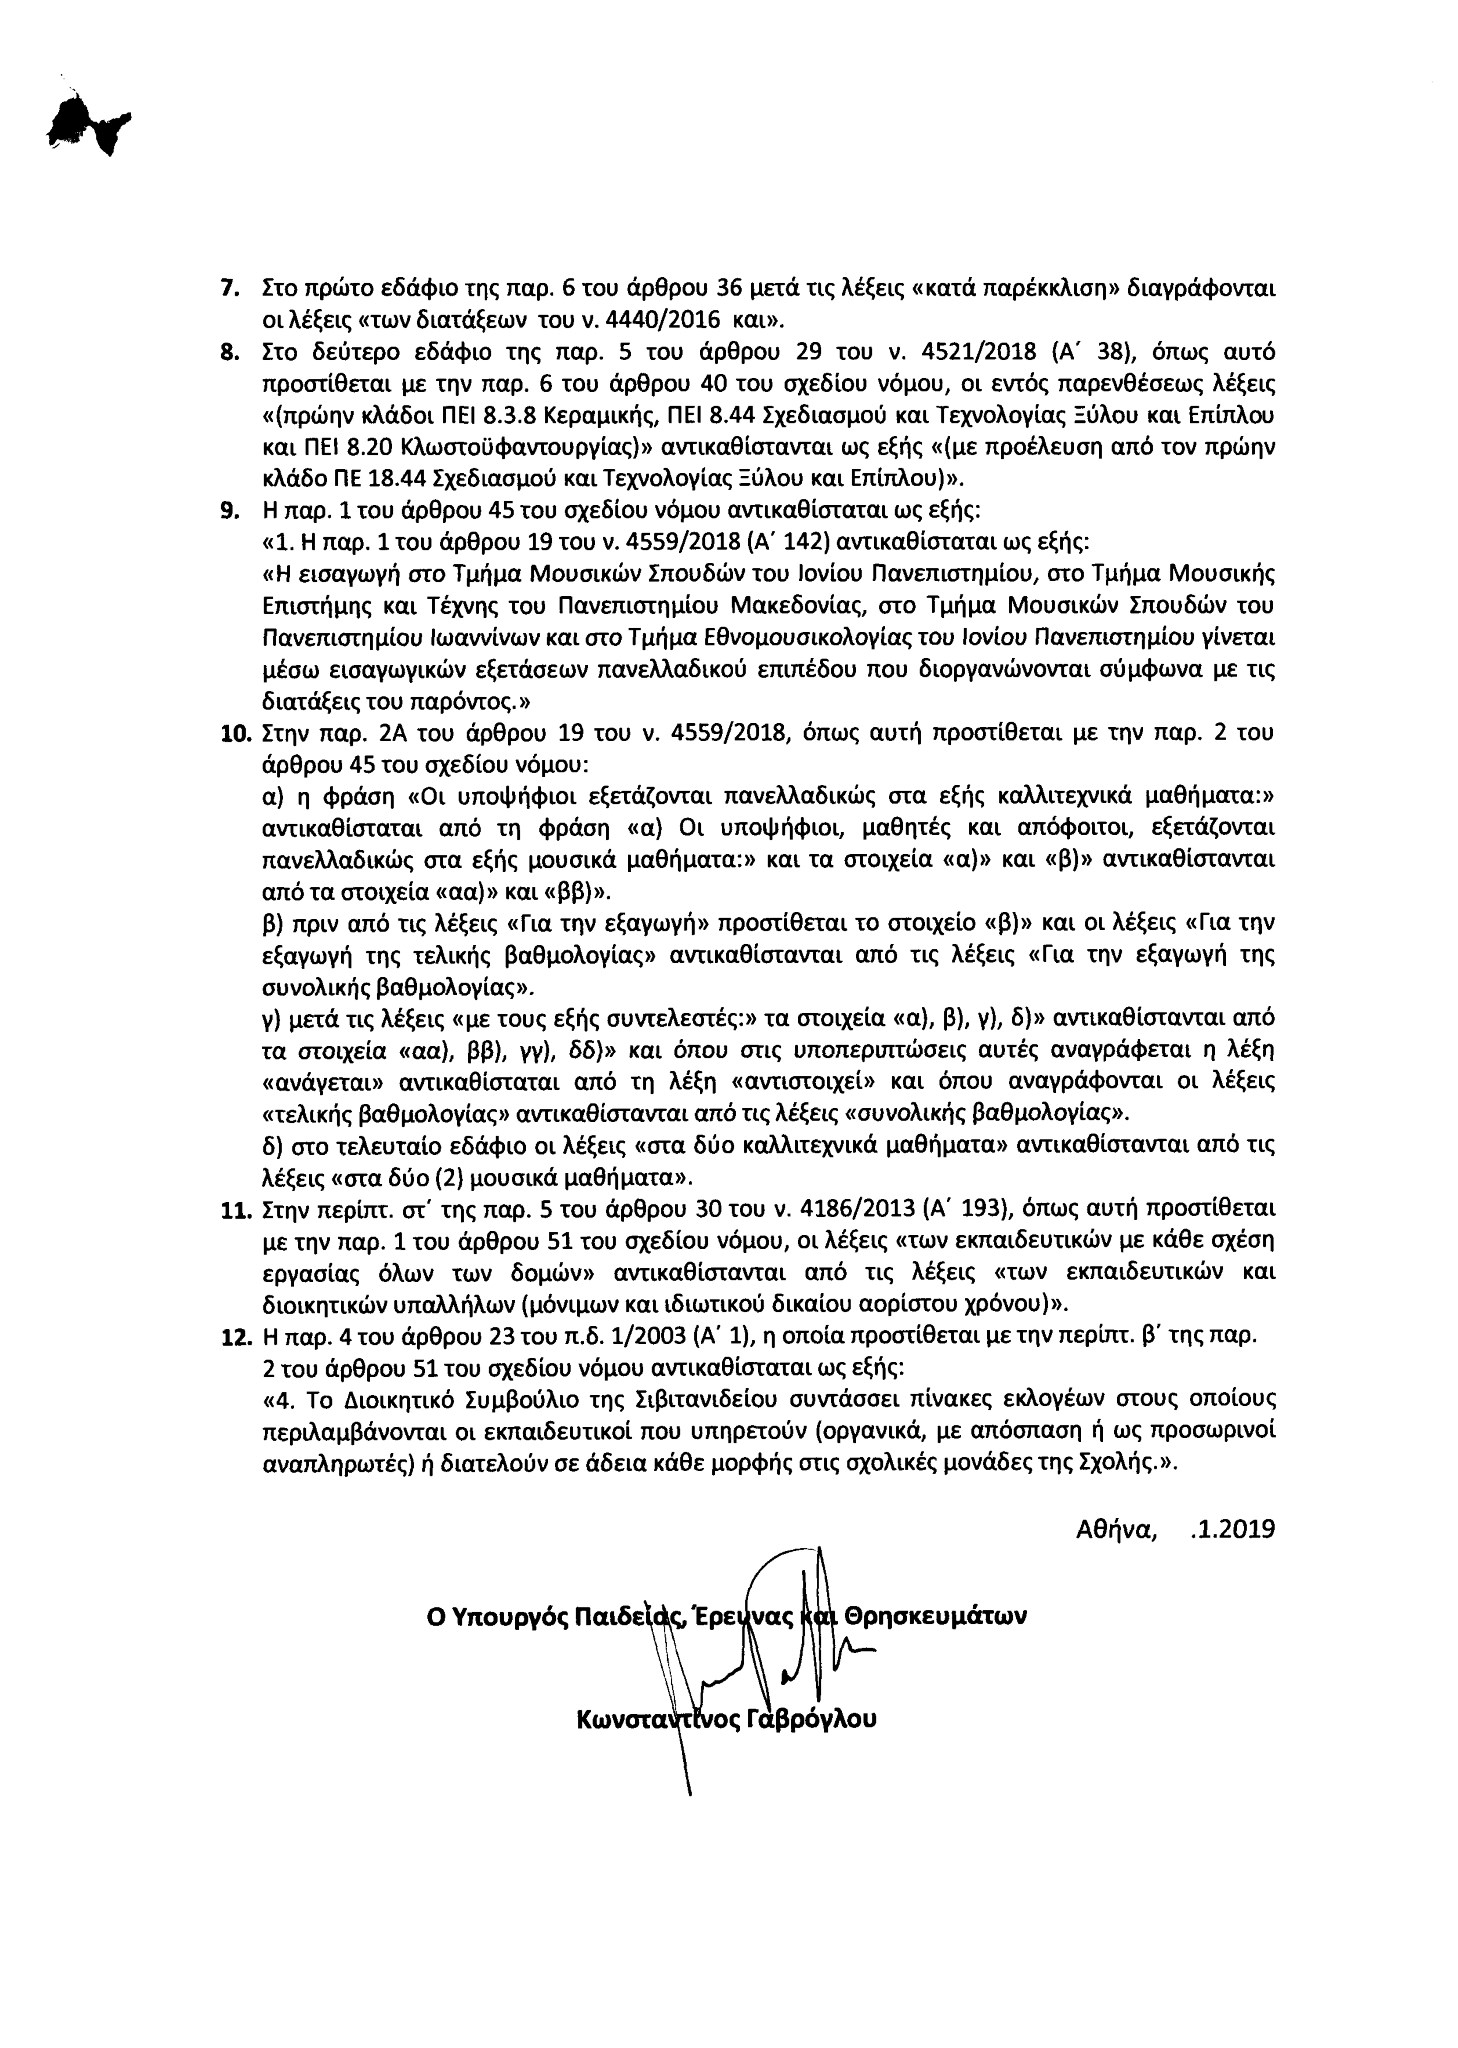 7. Στο πρώτο εδάφιο της παρ. 6 του άρθρου 36 μετά τις λέξεις «κατά παρέκκλιση» διαγράφονται
οι λέξεις «των διατάξεων του ν. 4440/2016 και».
8. Στο δεύτερο εδάφιο της παρ. 5 του άρθρου 29 του ν. 4521/2018 (Α΄ 38), όπως αυτό
προστίθεται με την παρ. 6 του άρθρου 40 του σχεδίου νόμου, οι εντός παρενθέσεως λέξεις
«(πρώην κλάδοι ΠΕΙ 8.3.8 Κεραμικής, ΠΕΙ 8.44 Σχεδιασμού και Τεχνολογίας Ξύλου και Επίπλου
και ΠΕΙ 8.20 Κλωστοϋφαντουργίας)» αντικαθίστανται ως εξής «(με προέλευση από τον πρώην
κλάδο ΠΕ 18.44 Σχεδιασμού και Τεχνολογίας Ξύλου και Επίπλου)».
9. Η παρ. 1 του άρθρου 45 του σχεδίου νόμου αντικαθίσταται ως εξής:
«1. Η παρ. 1 του άρθρου 19 του ν. 4559/2018 (Α΄ 142) αντικαθίσταται ως εξής:
«Η εισαγωγή στο Τμήμα Μουσικών Σπουδών του Ιονίου Πανεπιστημίου, στο Τμήμα Μουσικής
Επιστήμης και Τέχνης του Πανεπιστημίου Μακεδονίας, στο Τμήμα Μουσικών Σπουδών του
Πανεπιστημίου Ιωαννίνων και στο Τμήμα Εθνομουσικολογίας του Ιονίου Πανεπιστημίου γίνεται
μέσω εισαγωγικών εξετάσεων πανελλαδικού επιπέδου που διοργανώνονται σύμφωνα με τις
διατάξεις του παρόντος.»
10. Στην παρ. 2Α του άρθρου 19 του ν. 4559/2018, όπως αυτή προστίθεται με την παρ. 2 του
άρθρου 45 του σχεδίου νόμου:
α) η φράση «Οι υποψήφιοι εξετάζονται πανελλαδικώς στα εξής καλλιτεχνικά μαθήματα:»
αντικαθίσταται από τη φράση «α) Οι υποψήφιοι, μαθητές και απόφοιτοι, εξετάζονται
πανελλαδικώς στα εξής μουσικά μαθήματα:» και τα στοιχεία «α)» και «β)» αντικαθίστανται
από τα στοιχεία «αα)» και «ββ)».
β) πριν από τις λέξεις «Για την εξαγωγή» προστίθεται το στοιχείο «β)» και οι λέξεις «Για την
εξαγωγή της τελικής βαθμολογίας» αντικαθίστανται από τις λέξεις «Για την εξαγωγή της
συνολικής βαθμολογίας».
γ) μετά τις λέξεις «με τους εξής συντελεστές:» τα στοιχεία «α), β), γ), δ)» αντικαθίστανται από
τα στοιχεία «αα), ββ), γγ), δδ)» και όπου στις υποπεριπτώσεις αυτές αναγράφεται η λέξη
«ανάγεται» αντικαθίσταται από τη λέξη «αντιστοιχεί» και όπου αναγράφονται οι λέξεις
«τελικής βαθμολογίας» αντικαθίστανται από τις λέξεις «συνολικής βαθμολογίας».
δ) στο τελευταίο εδάφιο οι λέξεις «στα δύο καλλιτεχνικά μαθήματα» αντικαθίστανται από τις
λέξεις «στα δύο (2) μουσικά μαθήματα».
11. Στην περίπτ. στ΄ της παρ. 5 του άρθρου 30 του ν. 4186/2013 (Α΄ 193), όπως αυτή προστίθεται
με την παρ. 1 του άρθρου 51 του σχεδίου νόμου, οι λέξεις «των εκπαιδευτικών με κάθε σχέση
εργασίας όλων των δομών» αντικαθίστανται από τις λέξεις «των εκπαιδευτικών και
διοικητικών υπαλλήλων (μόνιμων και ιδιωτικού δικαίου αορίστου χρόνου)».
12. Η παρ. 4 του άρθρου 23 του π.δ. 1/2003 (Α΄ 1), η οποία προστίθεται με την περίπτ. β΄ της παρ.
2 του άρθρου 51 του σχεδίου νόμου αντικαθίσταται ως εξής:
«4. Το Διοικητικό Συμβούλιο της Σιβιτανιδείου συντάσσει πίνακες εκλογέων στους οποίους
περιλαμβάνονται οι εκπαιδευτικοί που υπηρετούν (οργανικά, με απόσπαση ή ως προσωρινοί
αναπληρωτές) ή διατελούν σε άδεια κάθε μορφής στις σχολικές μονάδες της Σχολής.».
Αθήνα, .1.2019
Ο Υπουργός Παιδείας, Έρευνας και Θρησκευμάτων
Κωνσταντίνος Γαβρόγλου